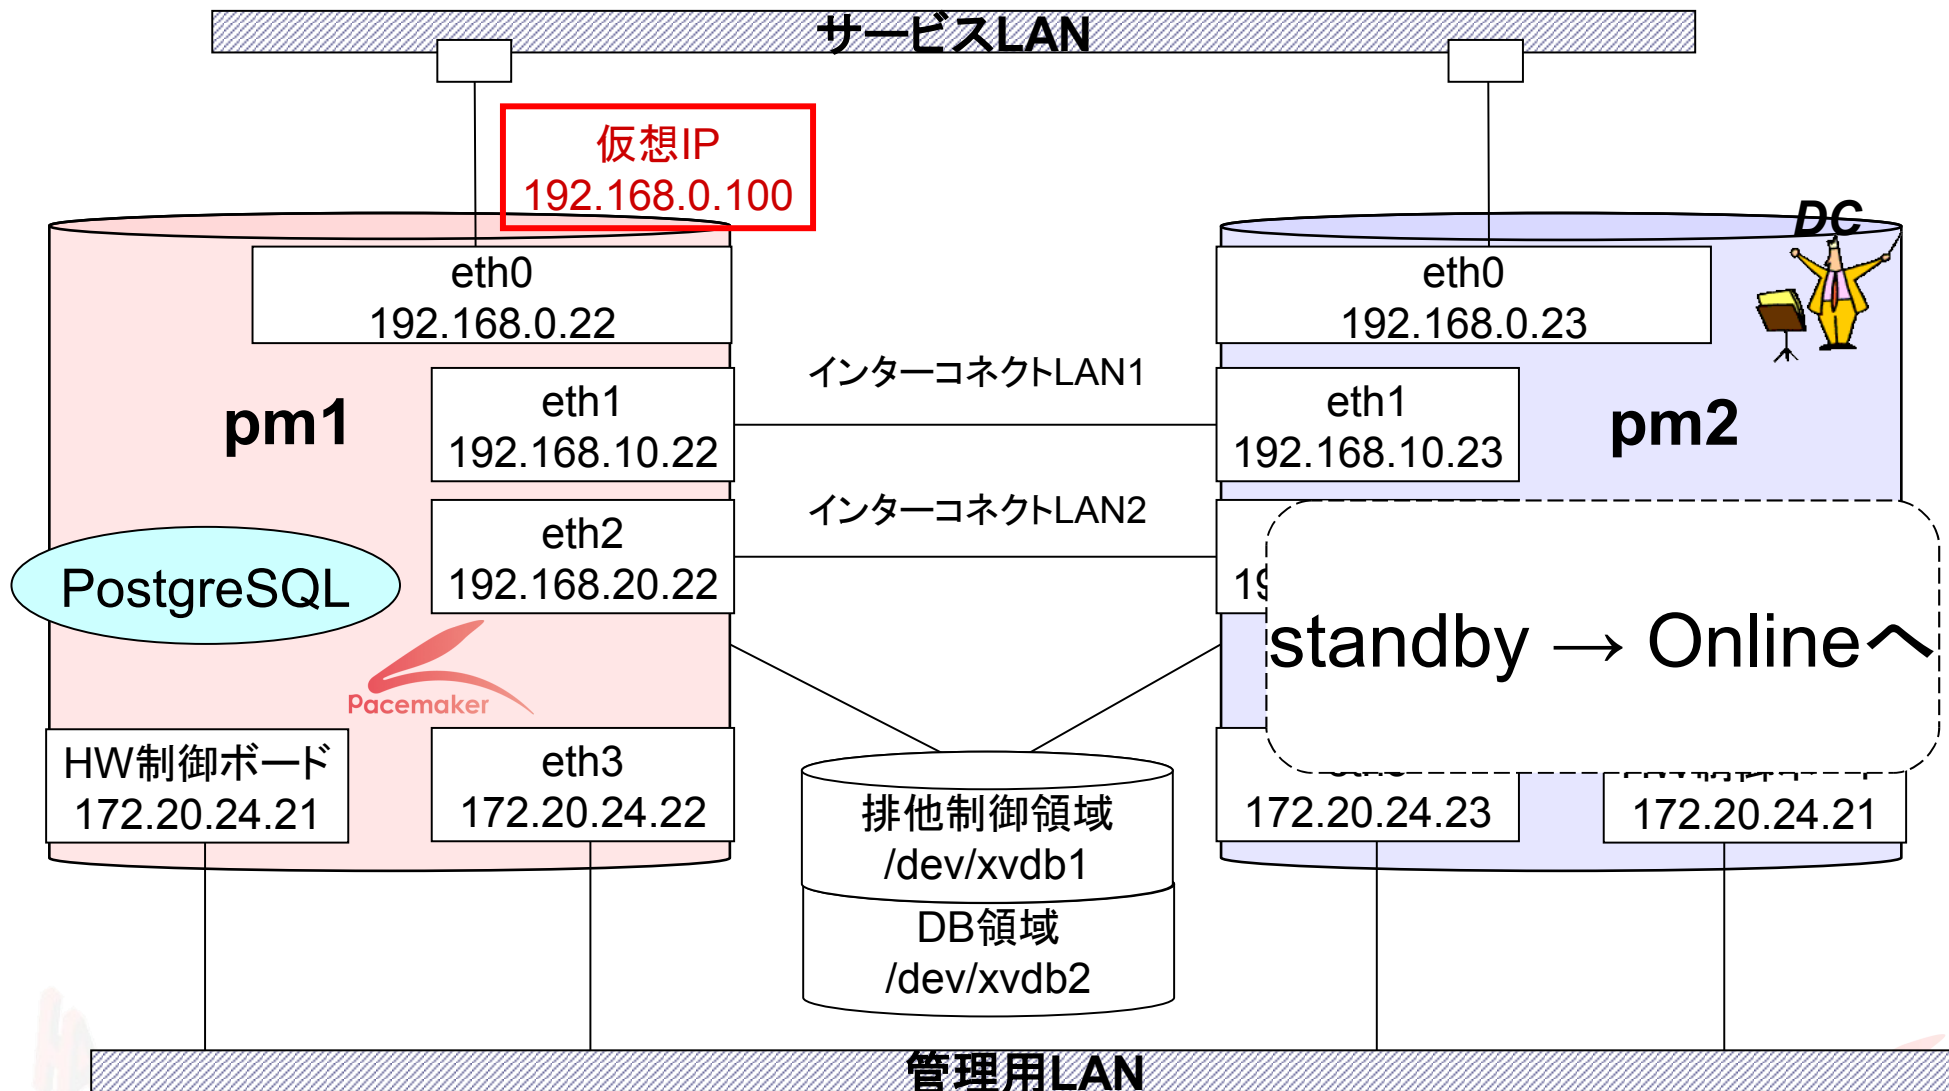 サービスLAN
仮想IP
192.168.0.100
DC
eth0
192.168.0.22
eth0
192.168.0.23
インターコネクトLAN1
pm1
eth1
192.168.10.22
eth1
192.168.10.23
pm2
インターコネクトLAN2
PostgreSQL
eth2
192.168.20.22
19
standby → Onlineへ
Pacemaker
HW制御ボード
172.20.24.21
eth3
172.20.24.22
排他制御領域
/dev/xvdb1
DB領域
/dev/xvdb2
172.20.24.23
172.20.24.21
管理用LAN